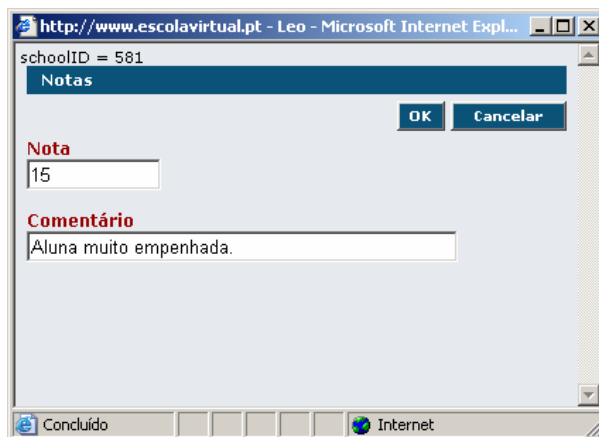 http://www.escolavirtual.pt - Leo - Microsoft Internet Expl...
schoolID = 581
Notas
OK Cancelar
Nota
15
Comentário
Aluna muito empenhada.
Concluído Internet